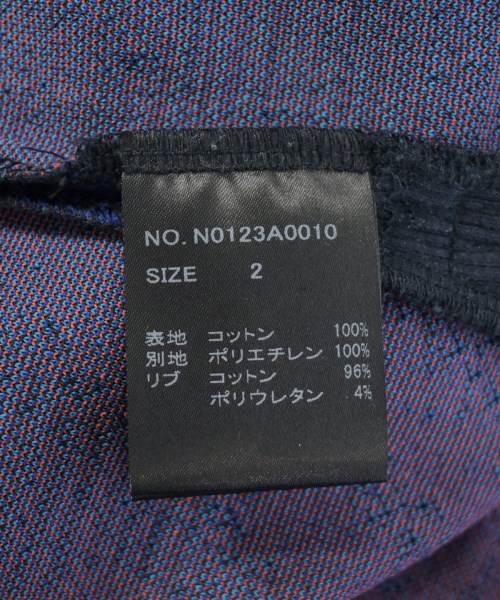 NO. N0123A0010
SIZE 2
表地 コットン 100%
別地 ポリエチレン 100%
リブ コットン 96%
ポリウレタン 4%